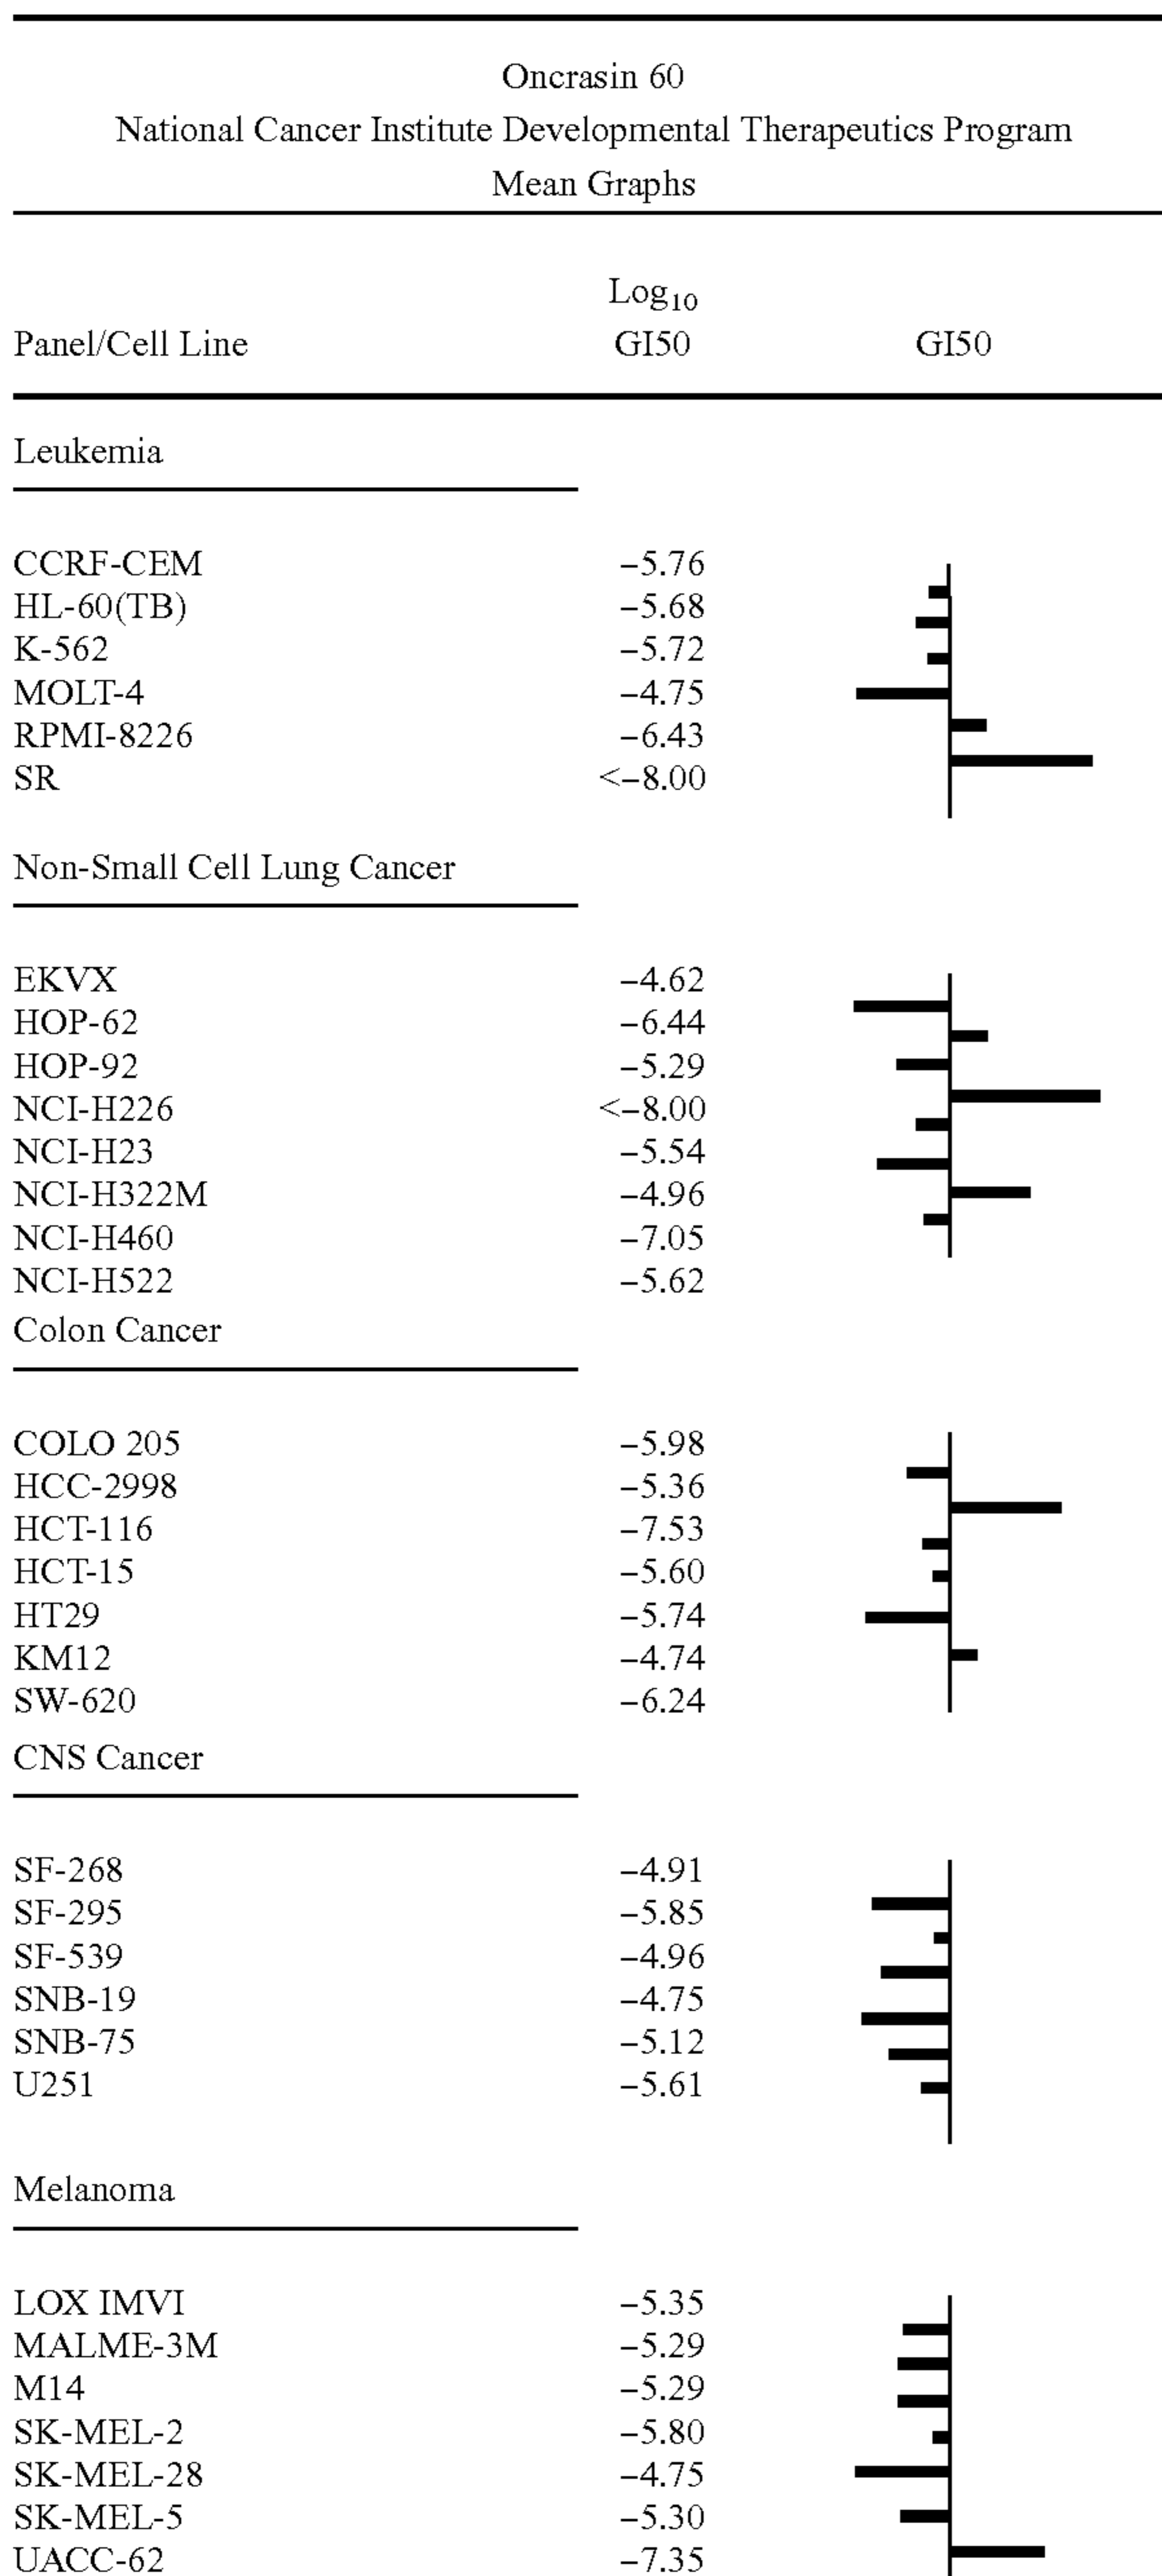 Oncrasin 60
National Cancer Institute Developmental Therapeutics Program
Mean Graphs
Log10
Panel/Cell Line GI50 GI50
Leukemia
CCRF-CEM −5.76
HL-60(TB) −5.68
K-562 −5.72
MOLT-4 −4.75
RPMI-8226 −6.43
SR <−8.00
Non-Small Cell Lung Cancer
EKVX −4.62
HOP-62 −6.44
HOP-92 −5.29
NCI-H226 <−8.00
NCI-H23 −5.54
NCI-H322M −4.96
NCI-H460 −7.05
NCI-H522 −5.62
Colon Cancer
COLO 205 −5.98
HCC-2998 −5.36
HCT-116 −7.53
HCT-15 −5.60
HT29 −5.74
KM12 −4.74
SW-620 −6.24
CNS Cancer
SF-268 −4.91
SF-295 −5.85
SF-539 −4.96
SNB-19 −4.75
SNB-75 −5.12
U251 −5.61
Melanoma
LOX IMVI −5.35
MALME-3M −5.29
M14 −5.29
SK-MEL-2 −5.80
SK-MEL-28 −4.75
SK-MEL-5 −5.30
UACC-62 −7.35